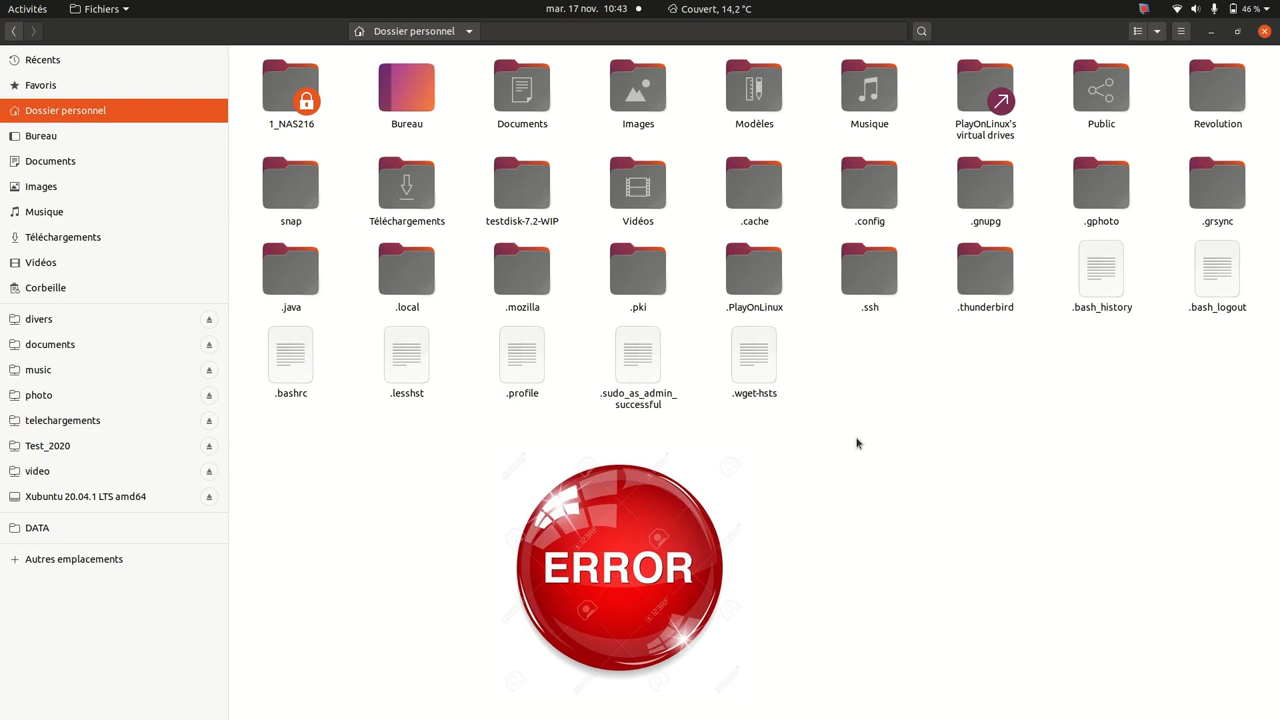 Activités
Fichiers
mar. 17 nov. 10:43
Couvert, 14,2 °C
46 %
Dossier personnel
Récents
Favoris
Dossier personnel
Bureau
Documents
Images
Musique
Téléchargements
Vidéos
Corbeille
divers
documents
music
photo
telechargements
Test_2020
video
Xubuntu 20.04.1 LTS amd64
DATA
Autres emplacements
1_NAS216
Bureau
Documents
Images
Modèles
Musique
PlayOnLinux's
virtual drives
Public
Revolution
snap
Téléchargements
testdisk-7.2-WIP
Vidéos
.cache
.config
.gnupg
.gphoto
.grsync
.java
.local
.mozilla
.pki
.PlayOnLinux
.ssh
.thunderbird
.bash_history
.bash_logout
.bashrc
.lesshst
.profile
.sudo_as_admin_
successful
.wget-hsts
ERROR
123RF
123RF
123RF